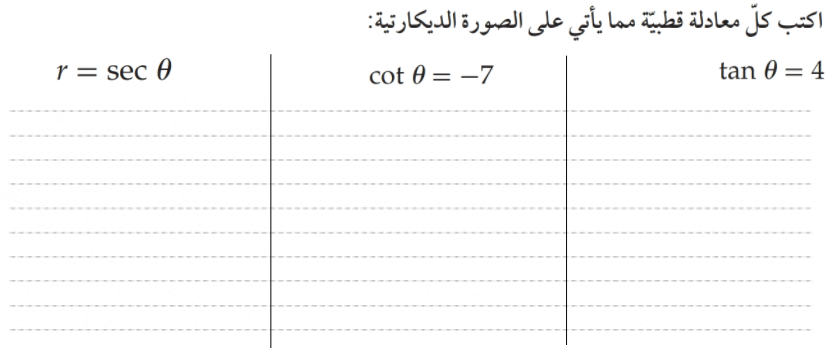 اكتب كلّ معادلة قطبيّة مما يأتي على الصورة الديكارتية:
tan θ = 4
cot θ = −7
r = sec θ